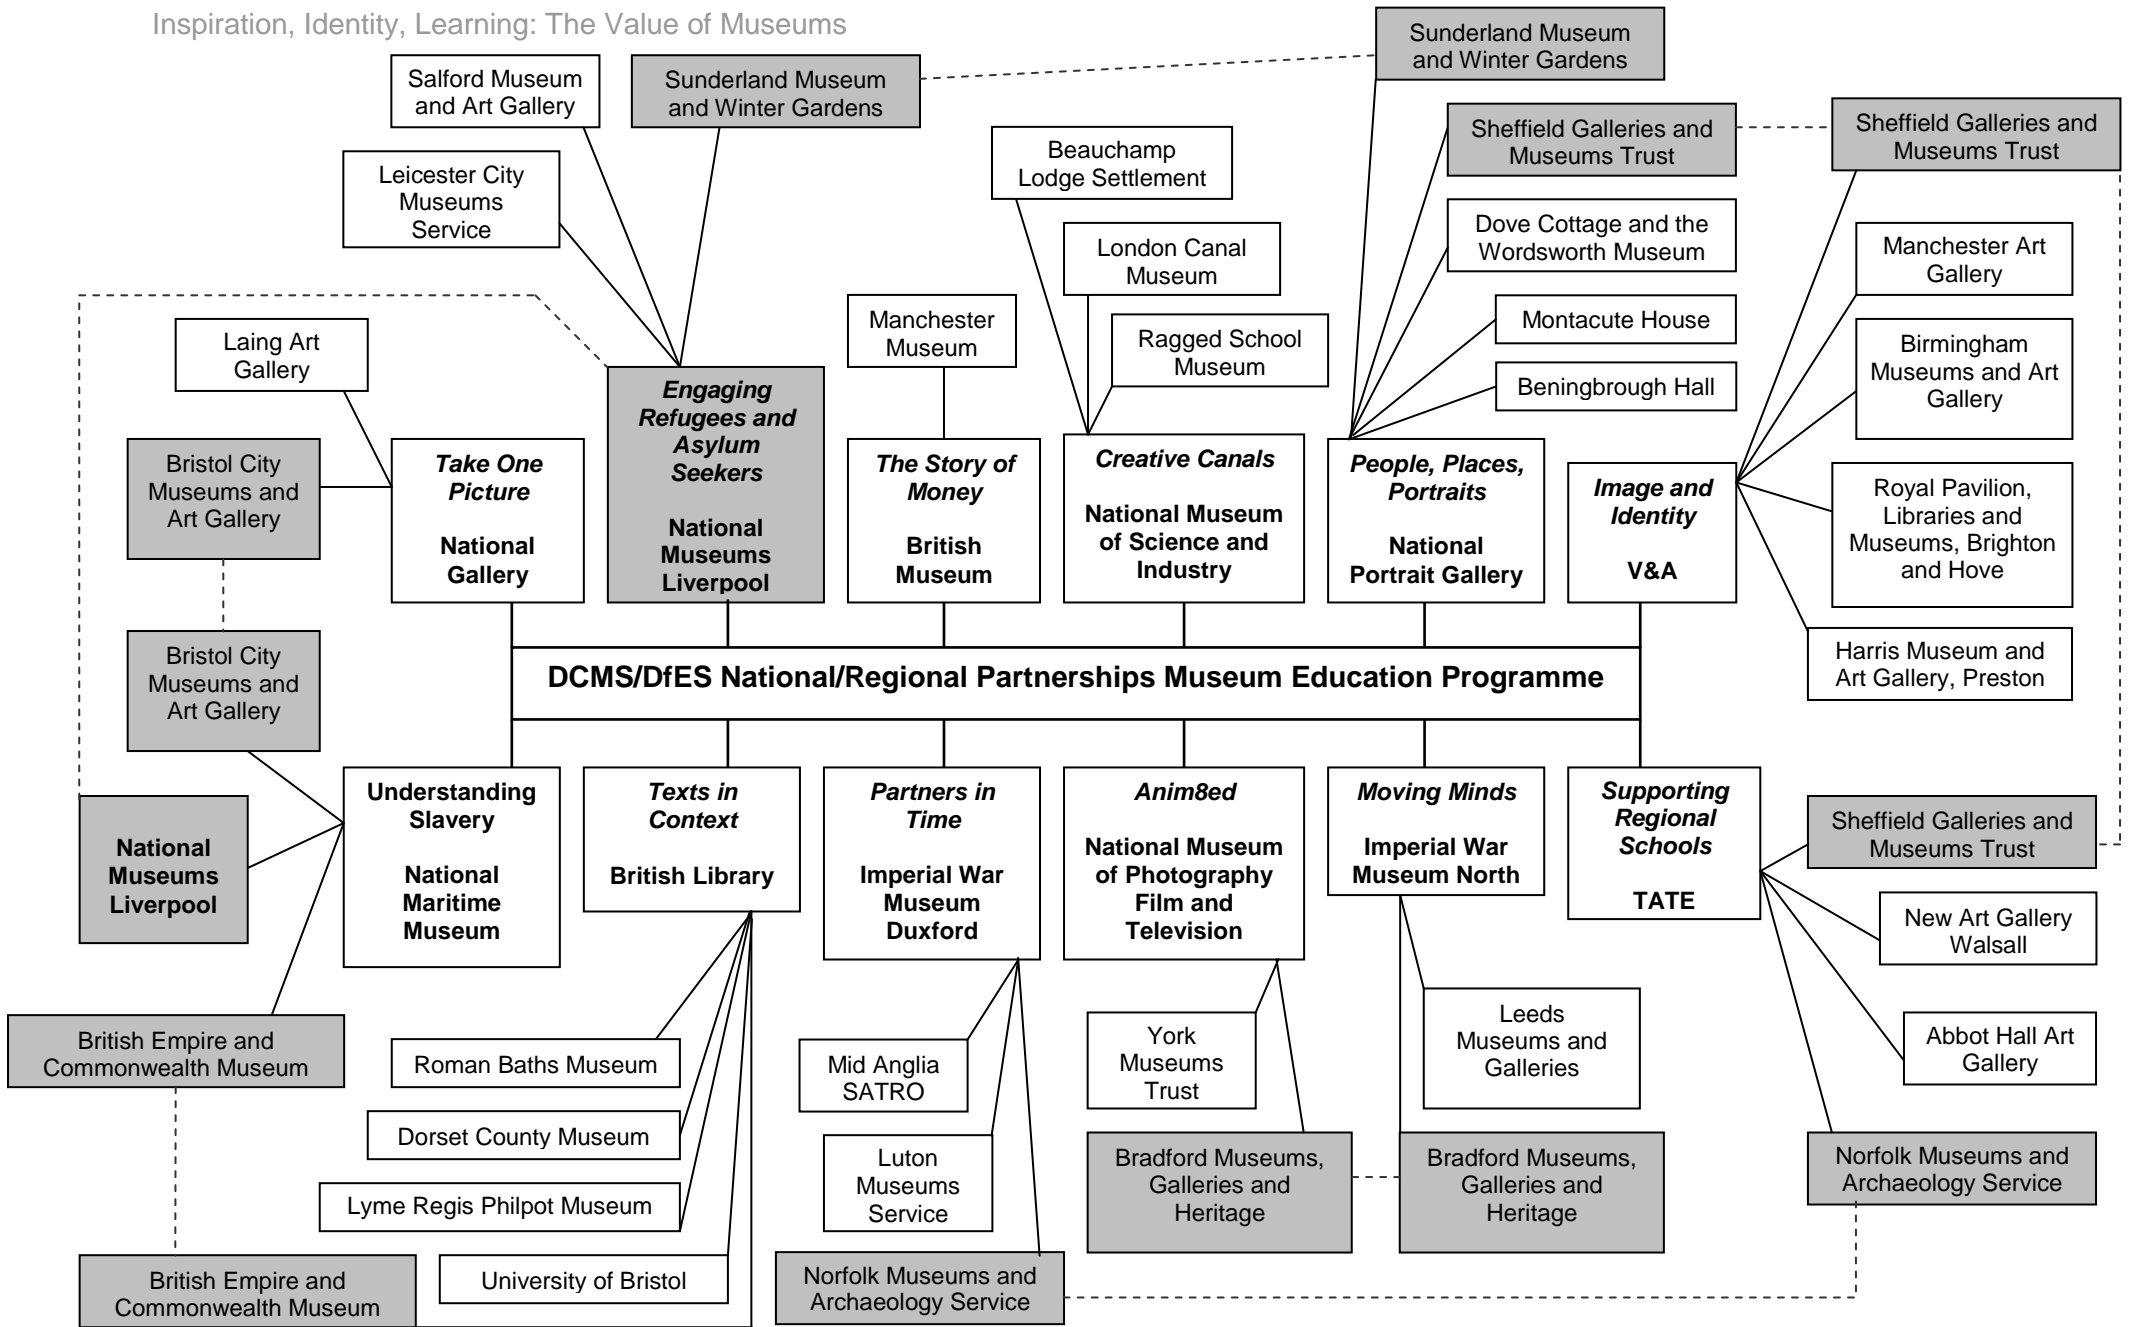 Inspiration, Identity, Learning: The Value of Museums
Sunderland Museum
and Winter Gardens
Salford Museum
and Art Gallery
Sunderland Museum
and Winter Gardens
Sheffield Galleries and
Museums Trust
Sheffield Galleries and
Museums Trust
Beauchamp
Lodge Settlement
Leicester City
Museums
Service
Dove Cottage and the
Wordsworth Museum
London Canal
Museum
Manchester Art
Gallery
Laing Art
Gallery
Manchester
Museum
Ragged School
Museum
Montacute House
Birmingham
Museums and Art
Gallery
Beningbrough Hall
Bristol City
Museums and
Art Gallery
Take One
Picture
National
Gallery
Engaging
Refugees and
Asylum
Seekers
National
Museums
Liverpool
The Story of
Money
British
Museum
Creative Canals
National Museum
of Science and
Industry
People, Places,
Portraits
National
Portrait Gallery
Image and
Identity
V&A
Royal Pavilion,
Libraries and
Museums, Brighton
and Hove
Bristol City
Museums and
Art Gallery
DCMS/DfES National/Regional Partnerships Museum Education Programme
Harris Museum and
Art Gallery, Preston
National
Museums
Liverpool
Understanding
Slavery
National
Maritime
Museum
Texts in
Context
British Library
Partners in
Time
Imperial War
Museum
Duxford
Anim8ed
National Museum
of Photography
Film and
Television
Moving Minds
Imperial War
Museum North
Supporting
Regional
Schools
TATE
Sheffield Galleries and
Museums Trust
New Art Gallery
Walsall
British Empire and
Commonwealth Museum
Roman Baths Museum
Mid Anglia
SATRO
York
Museums
Trust
Leeds
Museums and
Galleries
Abbot Hall Art
Gallery
Dorset County Museum
Luton
Museums
Service
Bradford Museums,
Galleries and
Heritage
Bradford Museums,
Galleries and
Heritage
Norfolk Museums and
Archaeology Service
Lyme Regis Philpot Museum
British Empire and
Commonwealth Museum
University of Bristol
Norfolk Museums and
Archaeology Service